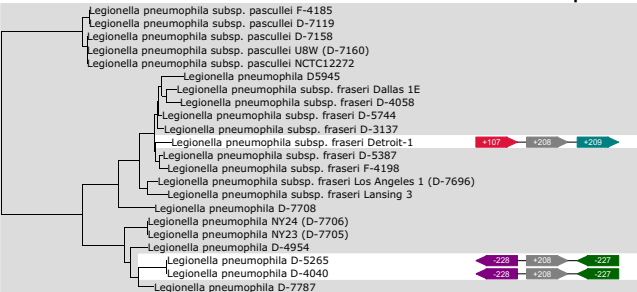 Legionella pneumophila subsp. pascullei F-4185
Legionella pneumophila subsp. pascullei D-7119
Legionella pneumophila subsp. pascullei D-7158
Legionella pneumophila subsp. pascullei U8W (D-7160)
Legionella pneumophila subsp. pascullei NCTC12272
Legionella pneumophila D5945
Legionella pneumophila subsp. fraseri Dallas 1E
Legionella pneumophila subsp. fraseri D-4058
Legionella pneumophila subsp. fraseri D-5744
Legionella pneumophila subsp. fraseri D-3137
Legionella pneumophila subsp. fraseri Detroit-1 +107 +208 +209
Legionella pneumophila subsp. fraseri D-5387
Legionella pneumophila subsp. fraseri F-4198
Legionella pneumophila subsp. fraseri Los Angeles 1 (D-7696)
Legionella pneumophila subsp. fraseri Lansing 3
Legionella pneumophila D-7708
Legionella pneumophila NY24 (D-7706)
Legionella pneumophila NY23 (D-7705)
Legionella pneumophila D-4954
Legionella pneumophila D-5265 -228 +208 -227
Legionella pneumophila D-4040 -228 +208 -227
Legionella pneumophila D-7787